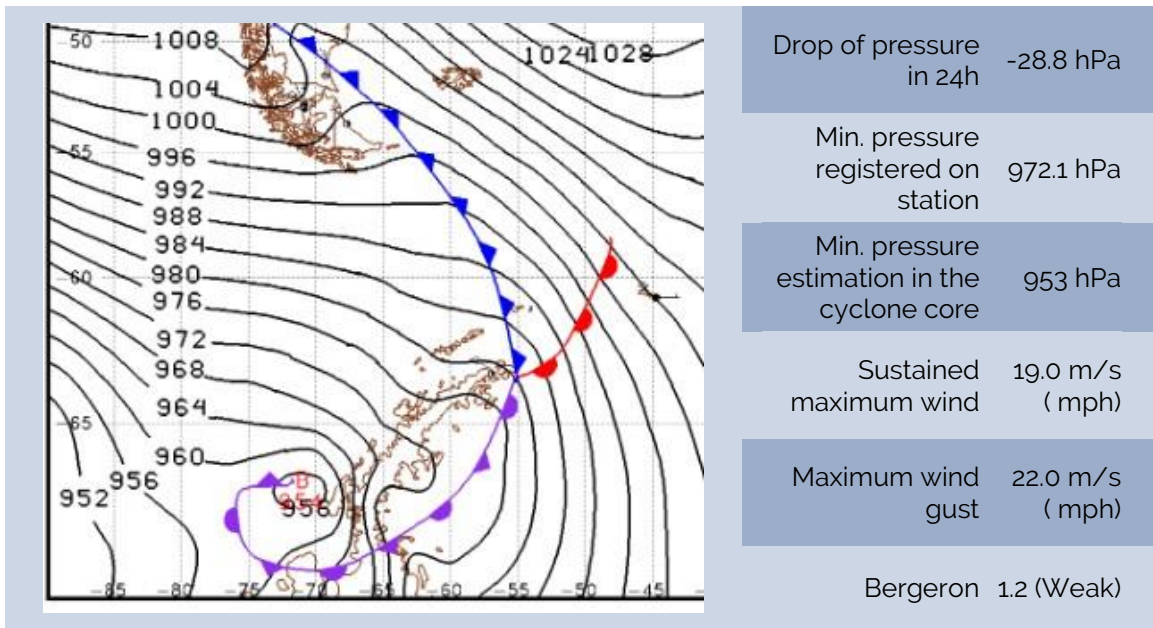 -50
1008
1004
1000
-55
996
992
988
984
-60
980
976
972
968
964
-65
960
952
956
B
954
956
-85
-80
-75
-70
-65
-60
-55
-50
-45
1024
1028
Drop of pressure
in 24h
-28.8 hPa
Min. pressure
registered on
station
972.1 hPa
Min. pressure
estimation in the
cyclone core
953 hPa
Sustained
maximum wind
19.0 m/s
( mph)
Maximum wind
gust
22.0 m/s
( mph)
Bergeron
1.2 (Weak)